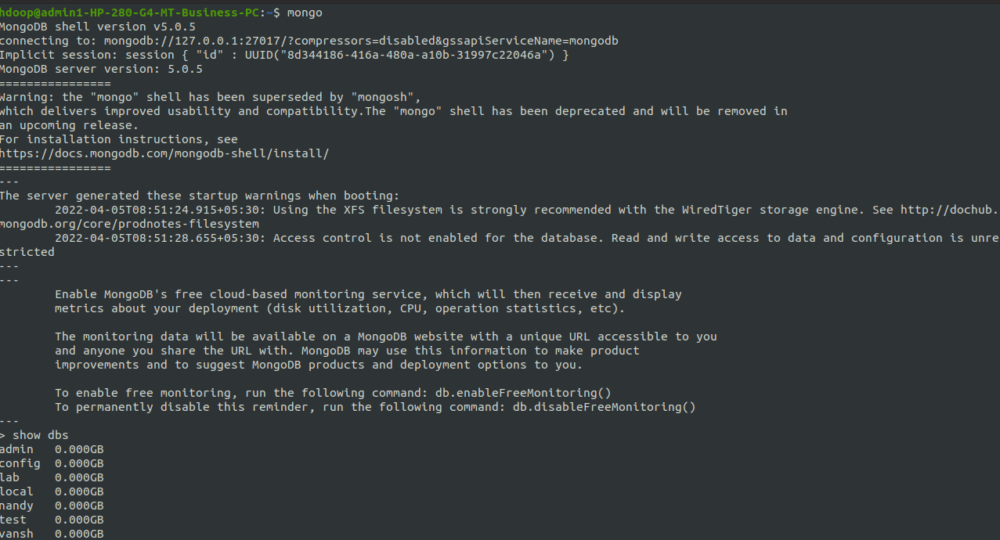 hdoop@admin1-HP-280-G4-MT-Business-PC:~$ mongo
MongoDB shell version v5.0.5
connecting to: mongodb://127.0.0.1:27017/?compressors=disabled&gssapiServiceName=mongodb
Implicit session: session { "id" : UUID("8d344186-416a-480a-a10b-31997c22046a") }
MongoDB server version: 5.0.5
================
Warning: the "mongo" shell has been superseded by "mongosh",
which delivers improved usability and compatibility.The "mongo" shell has been deprecated and will be removed in
an upcoming release.
For installation instructions, see
https://docs.mongodb.com/mongodb-shell/install/
================
---
The server generated these startup warnings when booting:
        2022-04-05T08:51:24.915+05:30: Using the XFS filesystem is strongly recommended with the WiredTiger storage engine. See http://dochub.
mongodb.org/core/prodnotes-filesystem
        2022-04-05T08:51:28.655+05:30: Access control is not enabled for the database. Read and write access to data and configuration is unre
stricted
---
---
        Enable MongoDB's free cloud-based monitoring service, which will then receive and display
        metrics about your deployment (disk utilization, CPU, operation statistics, etc).

        The monitoring data will be available on a MongoDB website with a unique URL accessible to you
        and anyone you share the URL with. MongoDB may use this information to make product
        improvements and to suggest MongoDB products and deployment options to you.

        To enable free monitoring, run the following command: db.enableFreeMonitoring()
        To permanently disable this reminder, run the following command: db.disableFreeMonitoring()
---
> show dbs
admin   0.000GB
config  0.000GB
lab     0.000GB
local   0.000GB
nandy   0.000GB
test    0.000GB
vansh   0.000GB